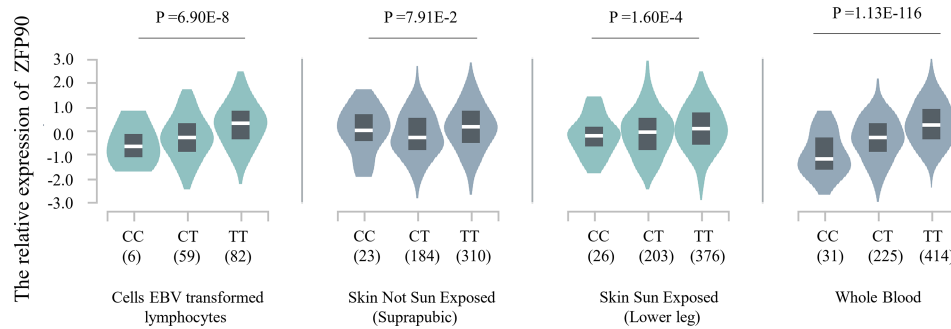 P =6.90E-8
P =7.91E-2
P =1.60E-4
P =1.13E-116
The relative expression of ZFP90
3.0
2.0
1.0
0.0
-1.0
-2.0
-3.0
CC CT TT
(6) (59) (82)
CC CT TT
(23) (184) (310)
CC CT TT
(26) (203) (376)
CC CT TT
(31) (225) (414)
Cells EBV transformed
lymphocytes
Skin Not Sun Exposed
(Suprapubic)
Skin Sun Exposed
(Lower leg)
Whole Blood